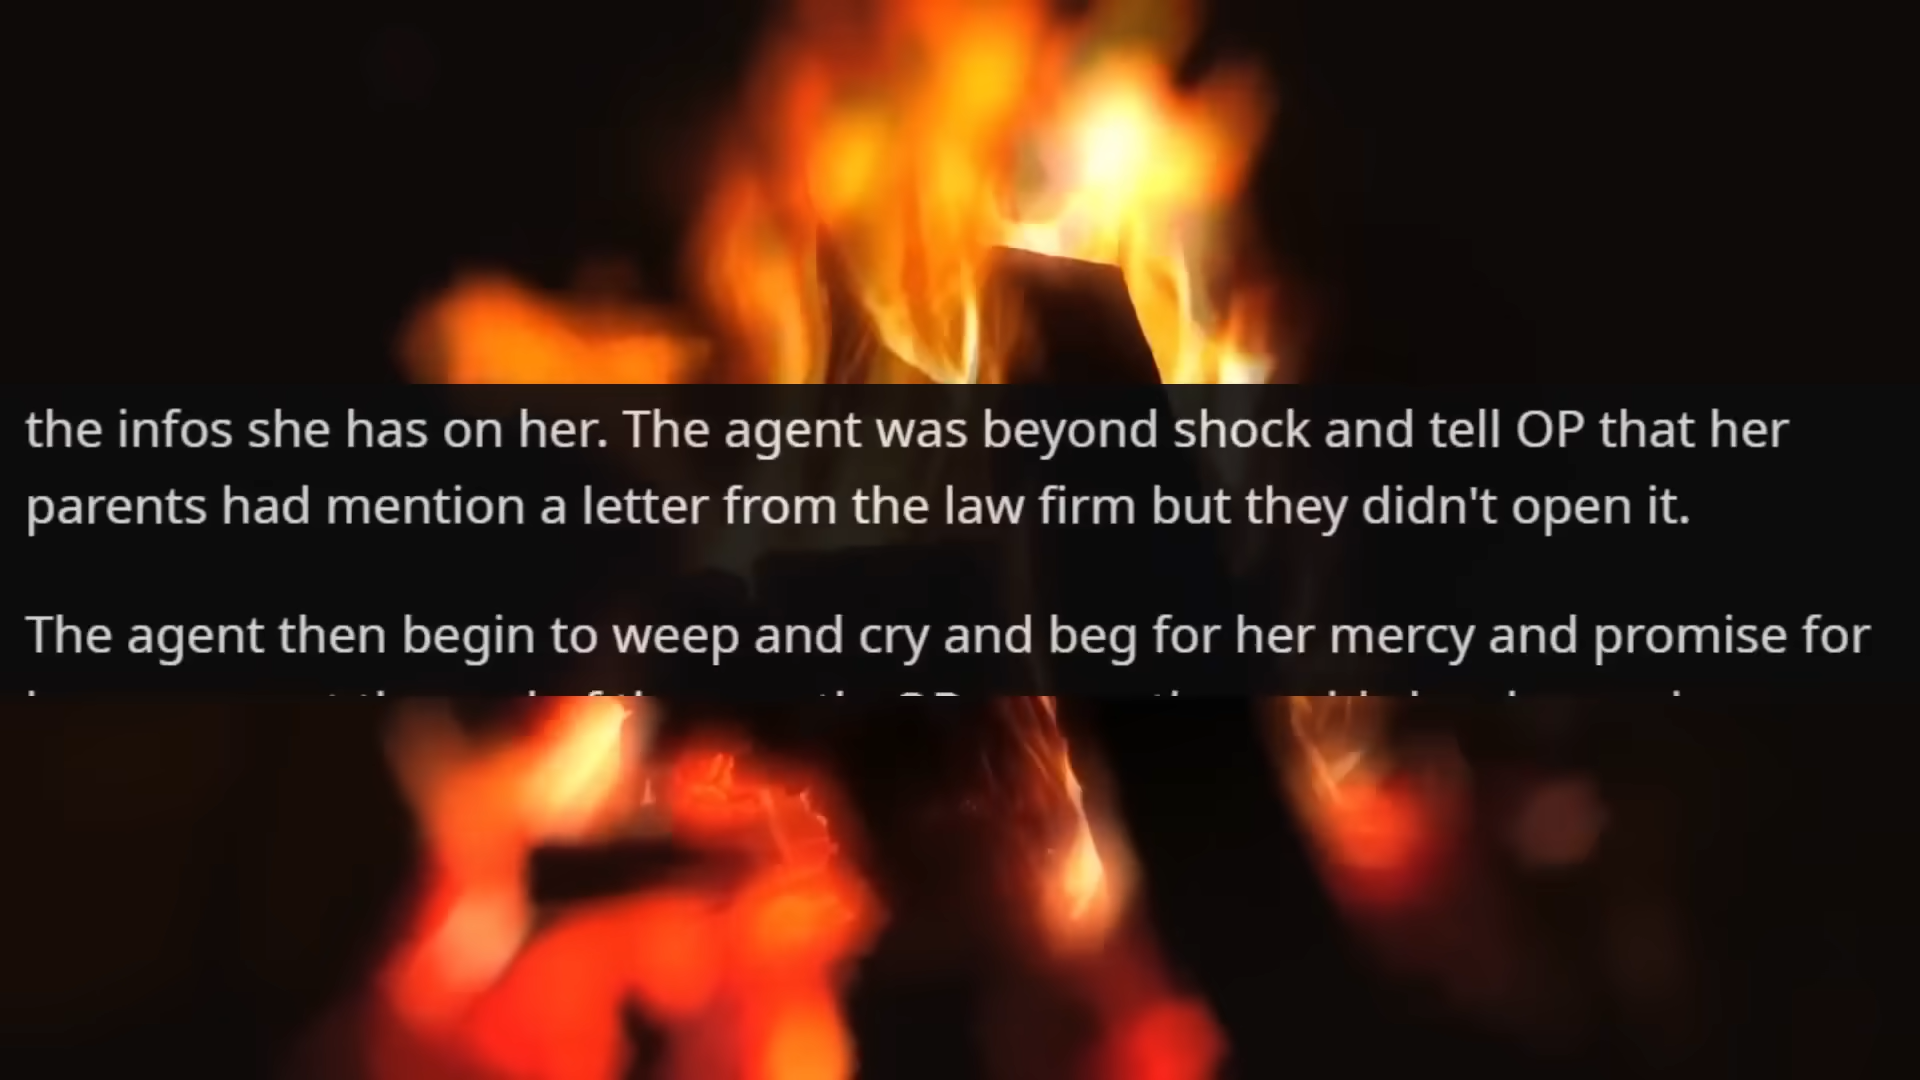 the infos she has on her. The agent was beyond shock and tell OP that her
parents had mention a letter from the law firm but they didn't open it.
The agent then begin to weep and cry and beg for her mercy and promise for